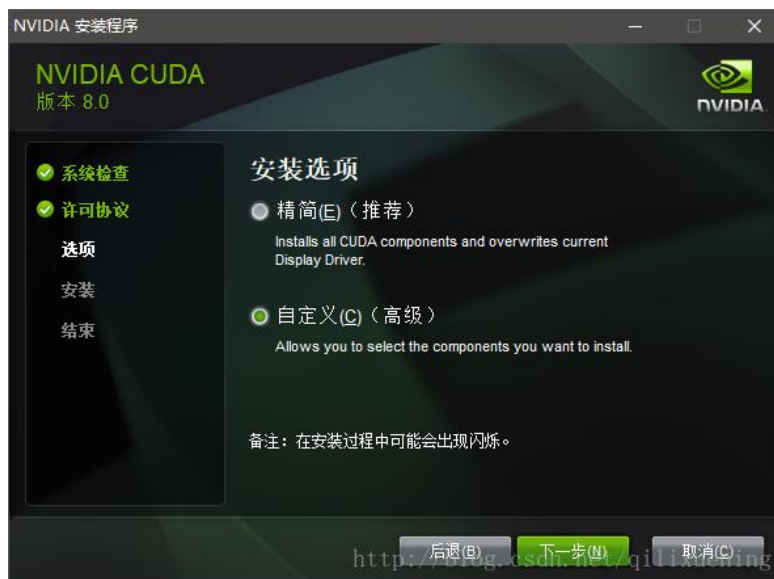 NVIDIA 安装程序
NVIDIA CUDA
版本 8.0
NVIDIA.
系统检查
许可协议
选项
安装
结束
安装选项
精简(E)（推荐）
Installs all CUDA components and overwrites current
Display Driver.
自定义(C)（高级）
Allows you to select the components you want to install.
备注：在安装过程中可能会出现闪烁。
后退(B)
下一步(N)
取消(C)